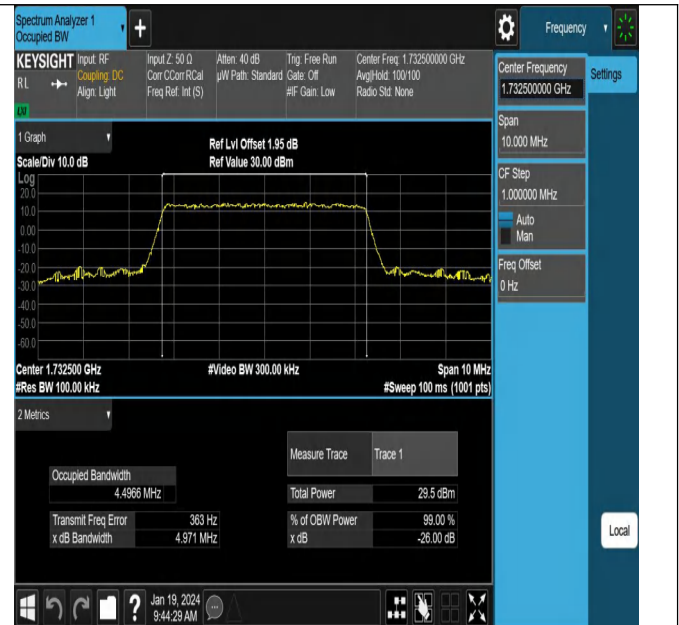 Spectrum Analyzer 1
Occupied BW
+
Frequency
KEYSIGHT
Input: RF
Coupling: DC
Align: Light
Input Z: 50 Ω
Corr CCorr RCal
Freq Ref: Int (S)
Atten: 40 dB
µW Path: Standard
Trig: Free Run
Gate: Off
#IF Gain: Low
Center Freq: 1.732500000 GHz
Avg|Hold: 100/100
Radio Std: None
R L
LXI
Center Frequency
1.732500000 GHz
Settings
Span
10.000 MHz
CF Step
1.000000 MHz
Auto
Man
Freq Offset
0 Hz
1 Graph
Ref Lvl Offset 1.95 dB
Scale/Div 10.0 dB
Ref Value 30.00 dBm
Log
20.0
10.0
0.00
-10.0
-20.0
-30.0
-40.0
-50.0
-60.0
Center 1.732500 GHz
#Video BW 300.00 kHz
Span 10 MHz
#Res BW 100.00 kHz
#Sweep 100 ms (1001 pts)
2 Metrics
Measure Trace
Trace 1
Occupied Bandwidth
4.4966 MHz
Total Power
29.5 dBm
Transmit Freq Error
363 Hz
% of OBW Power
99.00 %
x dB Bandwidth
4.971 MHz
x dB
-26.00 dB
Local
?
Jan 19, 2024
9:44:29 AM